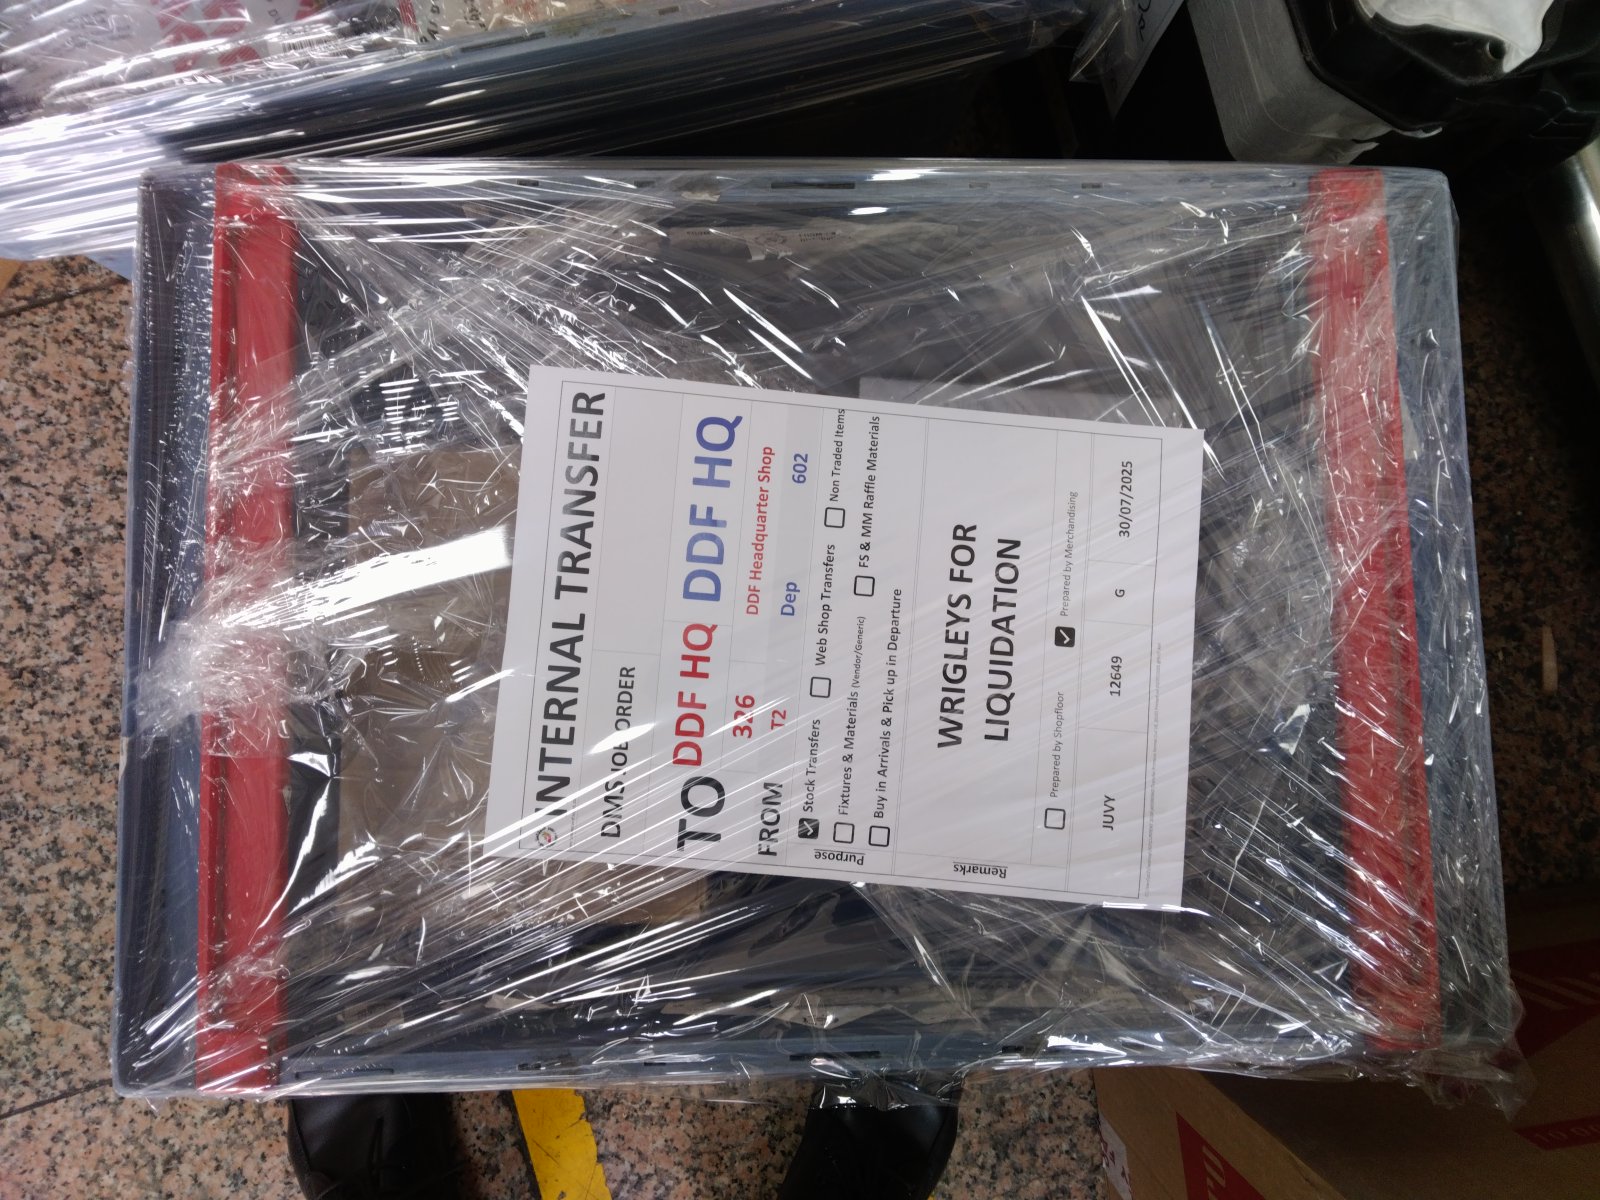 INTERNAL TRANSFER
DIMS:IOB ORDER
TO DDF HQ DDF HQ
326 DDF Headquarter Shop
FROM T2 Dep 602
Purpose
Stock Transfers Web Shop Transfers Non Traded Items
Fixtures & Materials (Vendor/Generic) FS & MM Raffle Materials
Buy in Arrivals & Pick up in Departure
Remarks
WRIGLEYS FOR
LIQUIDATION
Prepared by Shopfloor Prepared by Merchandising
JUVY 12649 G 30/07/2025